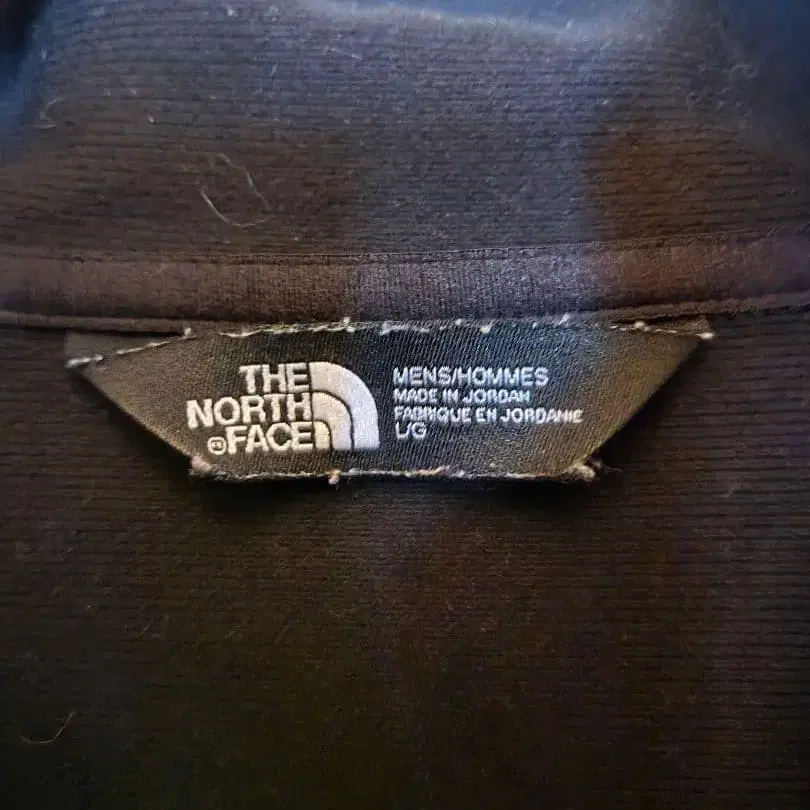 THE
NORTH
®FACE
MENS/HOMMES
MADE IN JORDAN
FABRIQUE EN JORDANIE
L/G